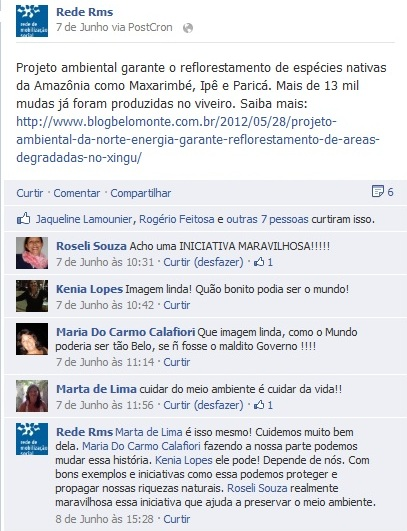 rede de
mobilização
social
Rede Rms
7 de Junho via PostCron
Projeto ambiental garante o reflorestamento de espécies nativas
da Amazônia como Maxarimbé, Ipê e Paricá. Mais de 13 mil
mudas já foram produzidas no viveiro. Saiba mais:
http://www.blogbelomonte.com.br/2012/05/28/projeto-
ambiental-da-norte-energia-garante-reflorestamento-de-areas-
degradadas-no-xingu/
Curtir · Comentar · Compartilhar
6
Jaqueline Lamounier, Rogério Feitosa e outras 7 pessoas curtiram isso.
Roseli Souza Acho uma INICIATIVA MARAVILHOSA!!!!!
7 de Junho às 10:31 · Curtir (desfazer) · 1
Kenia Lopes Imagem linda! Quão bonito podia ser o mundo!
7 de Junho às 10:42 · Curtir
Maria Do Carmo Calafiori Que imagem linda, como o Mundo
poderia ser tão Belo, se ñ fosse o maldito Governo !!!!
7 de Junho às 11:14 · Curtir
Marta de Lima cuidar do meio ambiente é cuidar da vida!!
7 de Junho às 11:56 · Curtir (desfazer) · 1
rede de
mobilização
social
Rede Rms Marta de Lima é isso mesmo! Cuidemos muito bem
dela. Maria Do Carmo Calafiori fazendo a nossa parte podemos
mudar essa história. Kenia Lopes ele pode! Depende de nós. Com
bons exemplos e iniciativas como essa podemos proteger e
propagar nossas riquezas naturais. Roseli Souza realmente
maravilhosa essa iniciativa que ajuda a preservar o meio ambiente.
8 de Junho às 15:28 · Curtir